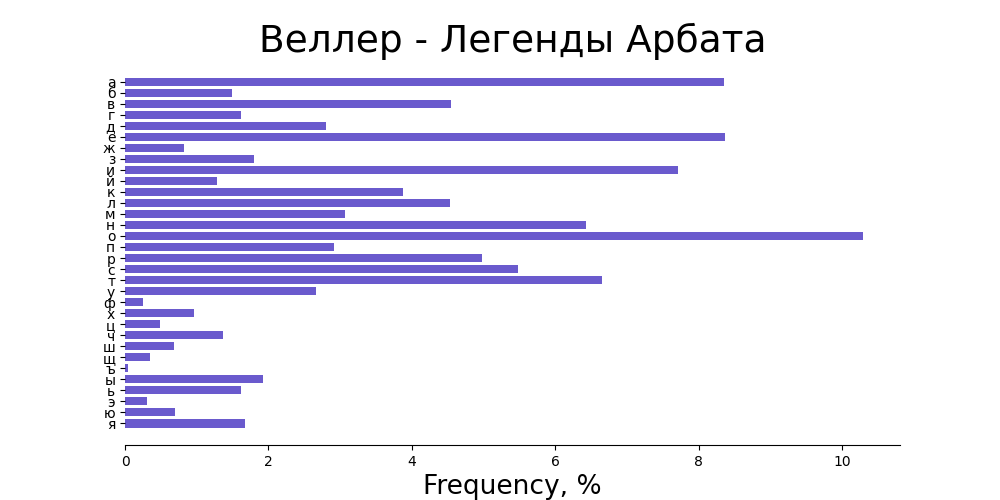 Веллер - Легенды Арбата
а
б
в
г
д
е
ж
з
и
й
к
л
м
н
о
п
р
с
т
у
ф
х
ц
ч
ш
щ
ъ
ы
ь
э
ю
я
0 2 4 6 8 10
Frequency, %